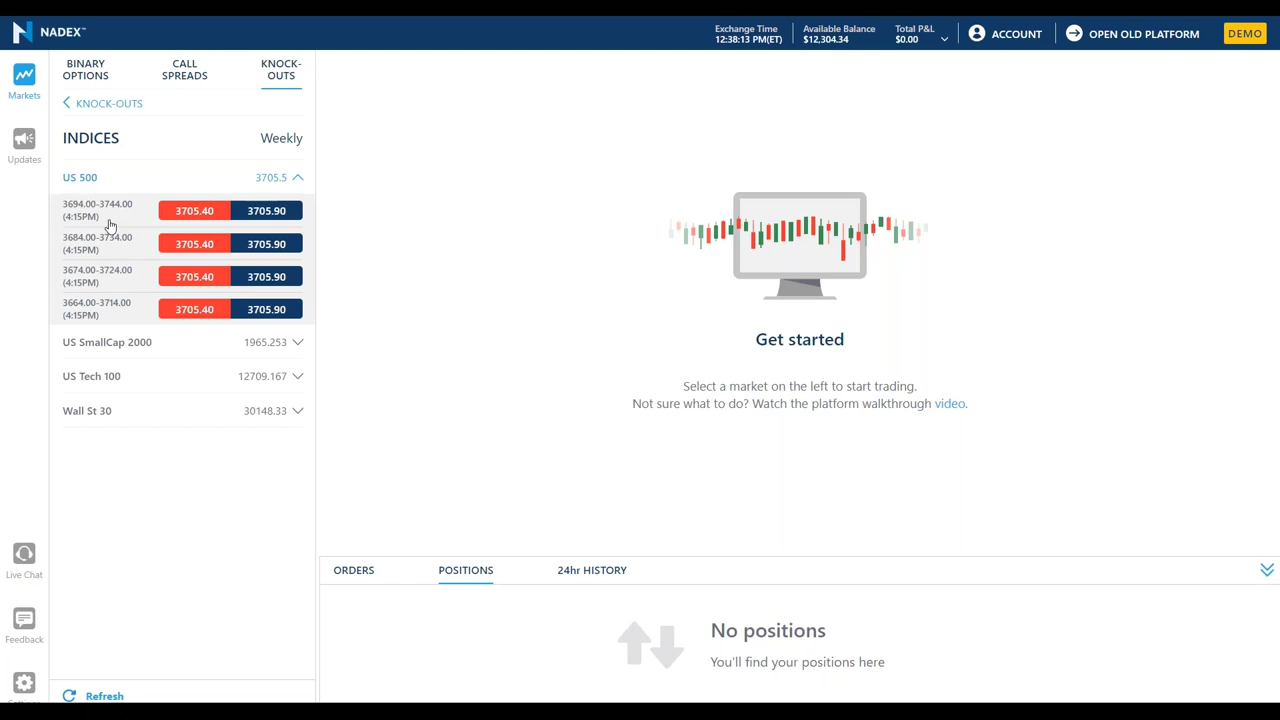 NADEX™
Exchange Time
12:38:13 PM(ET)
Available Balance
$12,304.34
Total P&L
$0.00
ACCOUNT
OPEN OLD PLATFORM
DEMO
Markets
Updates
Live Chat
Feedback
Settings
BINARY
OPTIONS
CALL
SPREADS
KNOCK-
OUTS
KNOCK-OUTS
INDICES Weekly
US 500 3705.5
3694.00-3744.00
(4:15PM)
3705.40 3705.90
3684.00-3734.00
(4:15PM)
3705.40 3705.90
3674.00-3724.00
(4:15PM)
3705.40 3705.90
3664.00-3714.00
(4:15PM)
3705.40 3705.90
US SmallCap 2000 1965.253
US Tech 100 12709.167
Wall St 30 30148.33
Refresh
Get started
Select a market on the left to start trading.
Not sure what to do? Watch the platform walkthrough video.
ORDERS POSITIONS 24hr HISTORY
No positions
You'll find your positions here